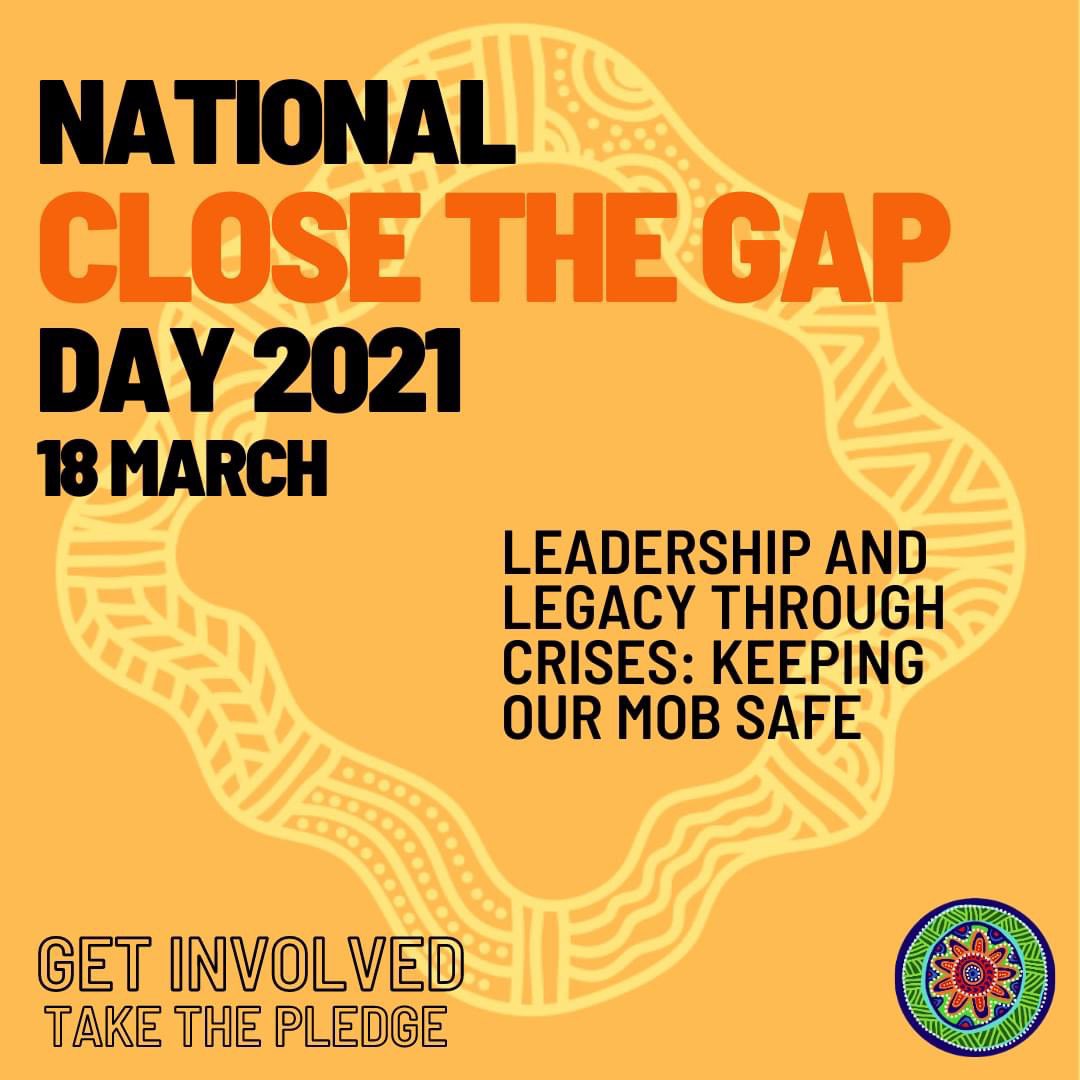 NATIONAL
CLOSE THE GAP
DAY 2021
18 MARCH
LEADERSHIP AND
LEGACY THROUGH
CRISES: KEEPING
OUR MOB SAFE
GET INVOLVED
TAKE THE PLEDGE